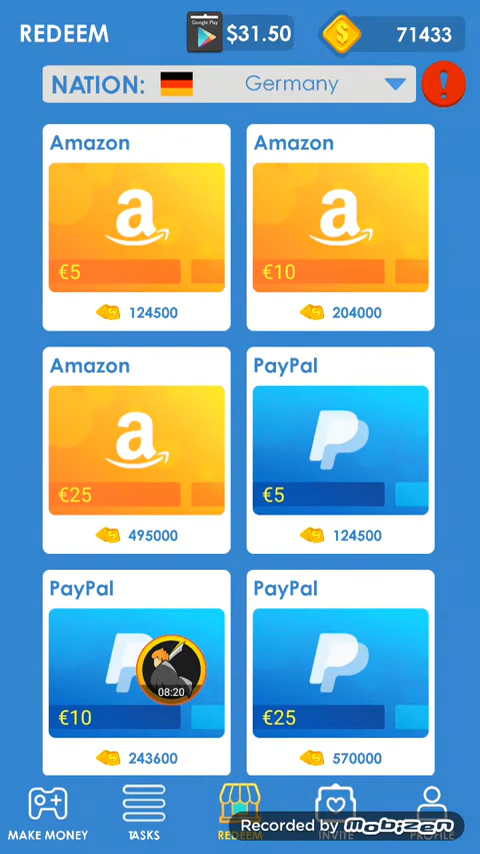 REDEEM
Google Play
$31.50
71433
NATION:
Germany
Amazon
Amazon
a
a
€5
€10
124500
204000
Amazon
PayPal
a
€25
€5
495000
124500
PayPal
PayPal
08:20
€10
€25
243600
570000
MAKE MONEY
TASKS
REDEEM
INVITE
PROFILE
Recorded by mobizen